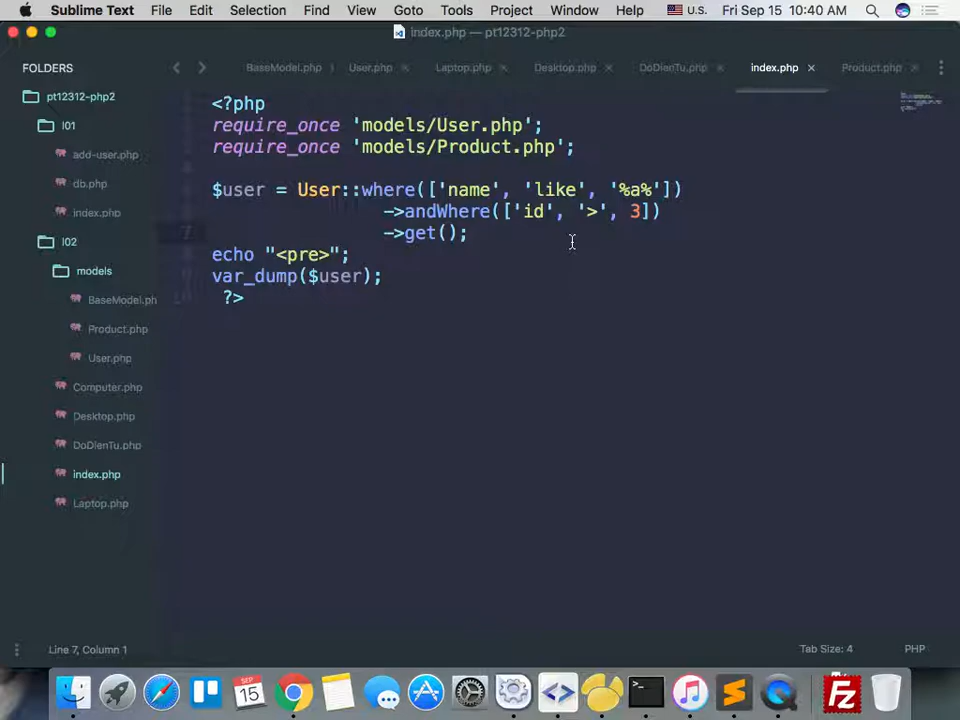 Sublime Text File Edit Selection Find View Goto Tools Project Window Help U.S. Fri Sep 15 10:40 AM
index.php — pt12312-php2
FOLDERS
pt12312-php2
l01
add-user.php
db.php
index.php
l02
models
BaseModel.ph
Product.php
User.php
Computer.php
Desktop.php
DoDienTu.php
index.php
Laptop.php
BaseModel.php User.php Laptop.php Desktop.php DoDienTu.php index.php Product.php
<?php
require_once 'models/User.php';
require_once 'models/Product.php';
$user = User::where(['name', 'like', '%a%'])
->andWhere(['id', '>', 3])
->get();
echo "<pre>";
var_dump($user);
?>
7
Line 7, Column 1 Tab Size: 4 PHP
SEP
15
Fz